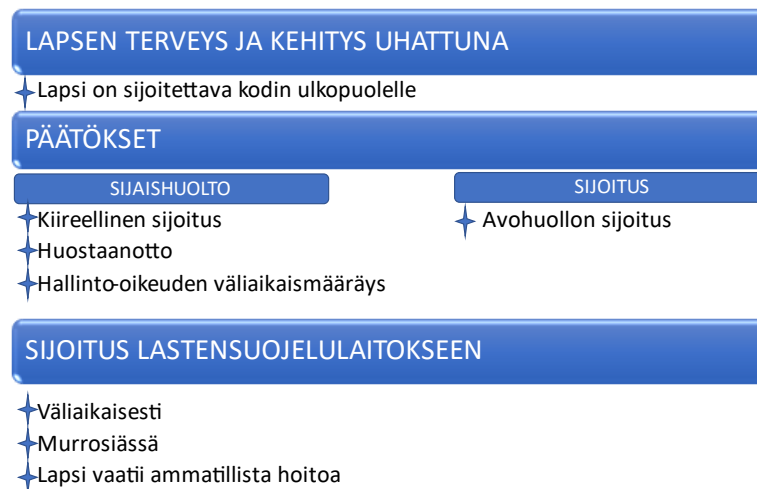 LAPSEN TERVEYS JA KEHITYS UHATTUNA
Lapsi on sijoitettava kodin ulkopuolelle
PÄÄTÖKSET
SIJAISHUOLTO
Kiireellinen sijoitus
Huostaanotto
Hallinto-oikeuden väliaikaismääräys
SIJOITUS
Avohuollon sijoitus
SIJOITUS LASTENSUOJELULAITOKSEEN
Väliaikaisesti
Murrosiässä
Lapsi vaatii ammatillista hoitoa